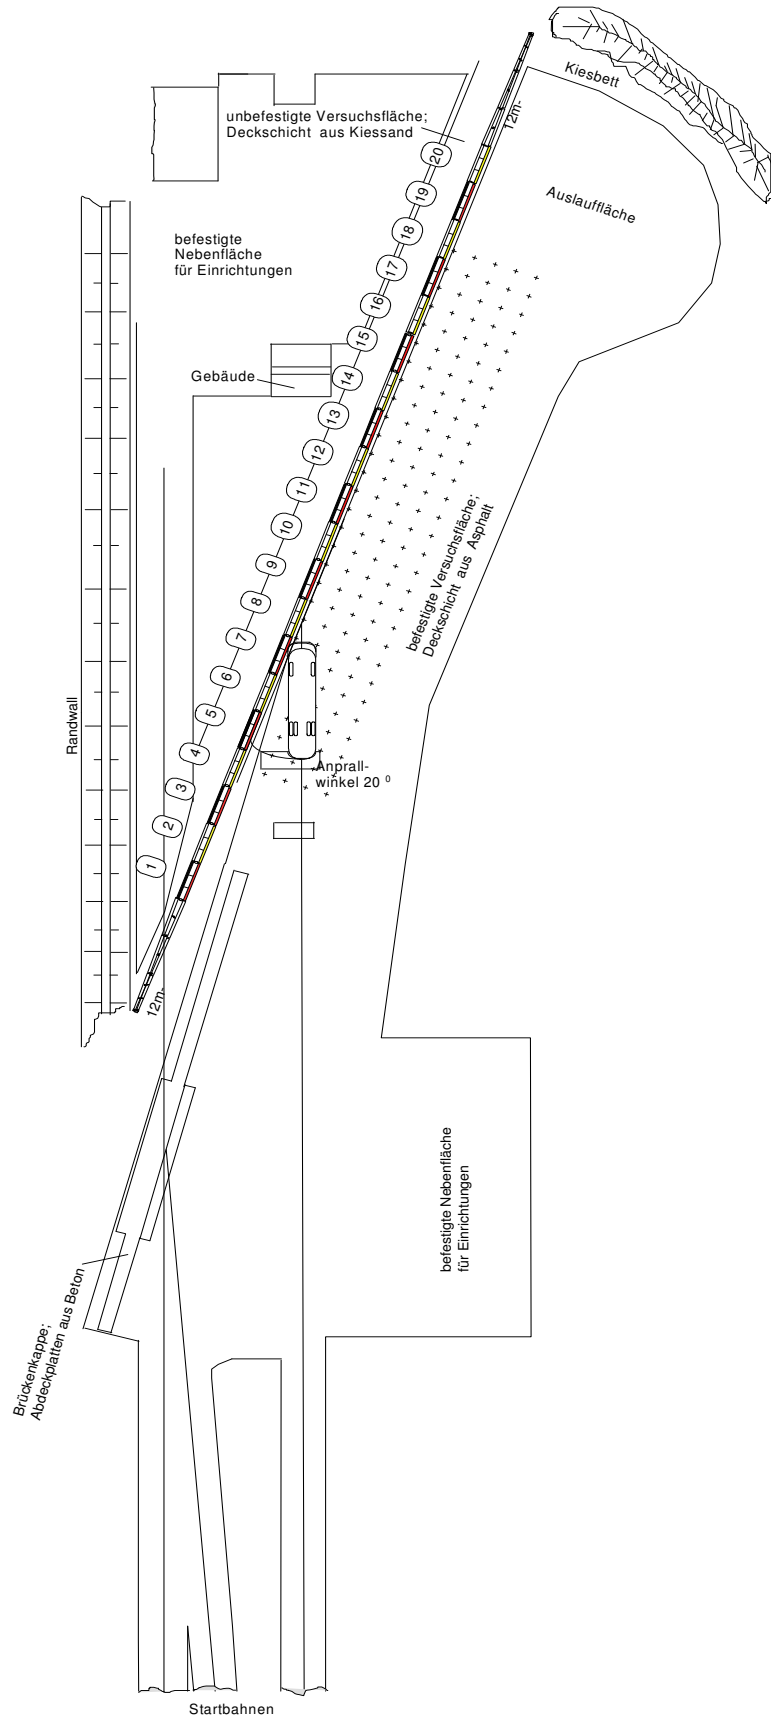 Kiesbett
12m-
unbefestigte Versuchsfläche;
Deckschicht aus Kiessand
20
19
Auslauffläche
18
befestigte
Nebenfläche
für Einrichtungen
17
16
15
Gebäude
14
13
12
11
10
9
8
7
6
5
4
3
2
1
befestigte Versuchsfläche;
Deckschicht aus Asphalt
Randwall
Anprall-
winkel 20 0
12m-
befestigte Nebenfläche
für Einrichtungen
Brückenkappe;
Abdeckplatten aus Beton
Startbahnen